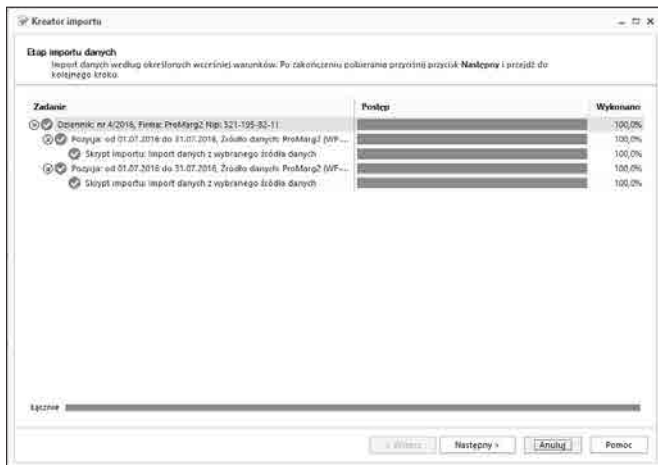 Kreator importu
Etap importu danych
Import danych według określonych wcześniej warunków. Po zakończeniu pobierania przyciśnij przycisk Następny i przejdź do
kolejnego kroku.
Zadanie Postęp Wykonano
Dziennik: nr 4/2016, Firma: ProMarg2 Nip: 521-195-82-11 100,0%
Pozycja: od 01.07.2016 do 31.07.2016, Źródło danych: ProMarg2 (WF-... 100,0%
Skrypt importu: Import danych z wybranego źródła danych 100,0%
Pozycja: od 01.07.2016 do 31.07.2016, Źródło danych: ProMarg2 (WF-... 100,0%
Skrypt importu: Import danych z wybranego źródła danych 100,0%
Łącznie
< Wstecz Następny > Anuluj Pomoc